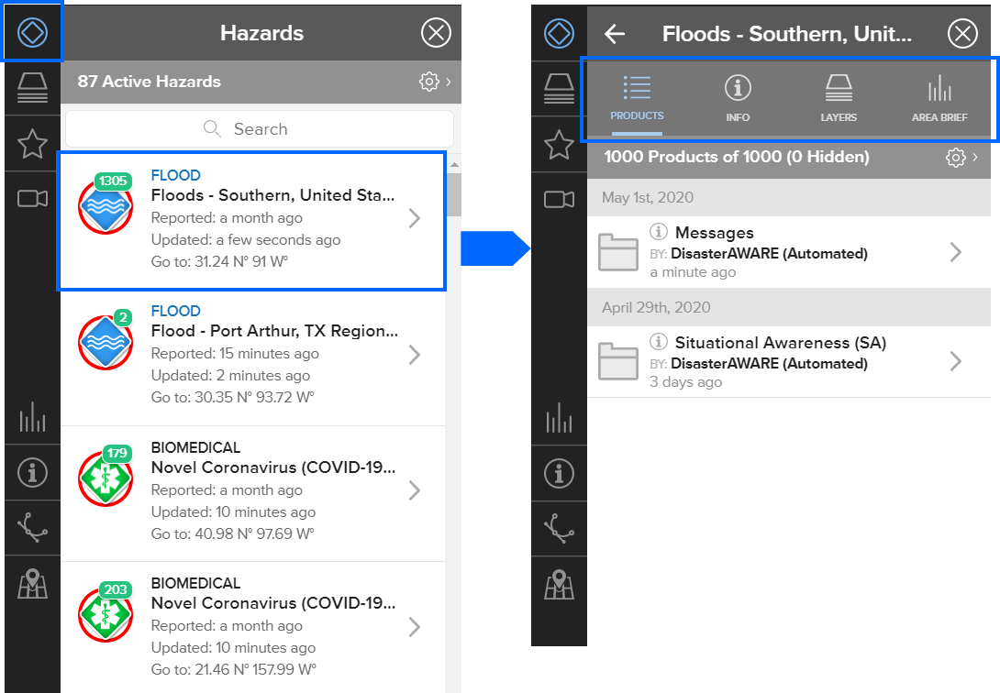 Hazards
87 Active Hazards
Search
1305
FLOOD
Floods - Southern, United Sta...
Reported: a month ago
Updated: a few seconds ago
Go to: 31.24 N° 91 W°
2
FLOOD
Flood - Port Arthur, TX Region...
Reported: 15 minutes ago
Updated: 2 minutes ago
Go to: 30.35 N° 93.72 W°
179
BIOMEDICAL
Novel Coronavirus (COVID-19...
Reported: a month ago
Updated: 10 minutes ago
Go to: 40.98 N° 97.69 W°
203
BIOMEDICAL
Novel Coronavirus (COVID-19...
Reported: a month ago
Updated: 10 minutes ago
Go to: 21.46 N° 157.99 W°
Floods - Southern, Unit...
PRODUCTS INFO LAYERS AREA BRIEF
1000 Products of 1000 (0 Hidden)
May 1st, 2020
Messages
BY: DisasterAWARE (Automated)
a minute ago
April 29th, 2020
Situational Awareness (SA)
BY: DisasterAWARE (Automated)
3 days ago